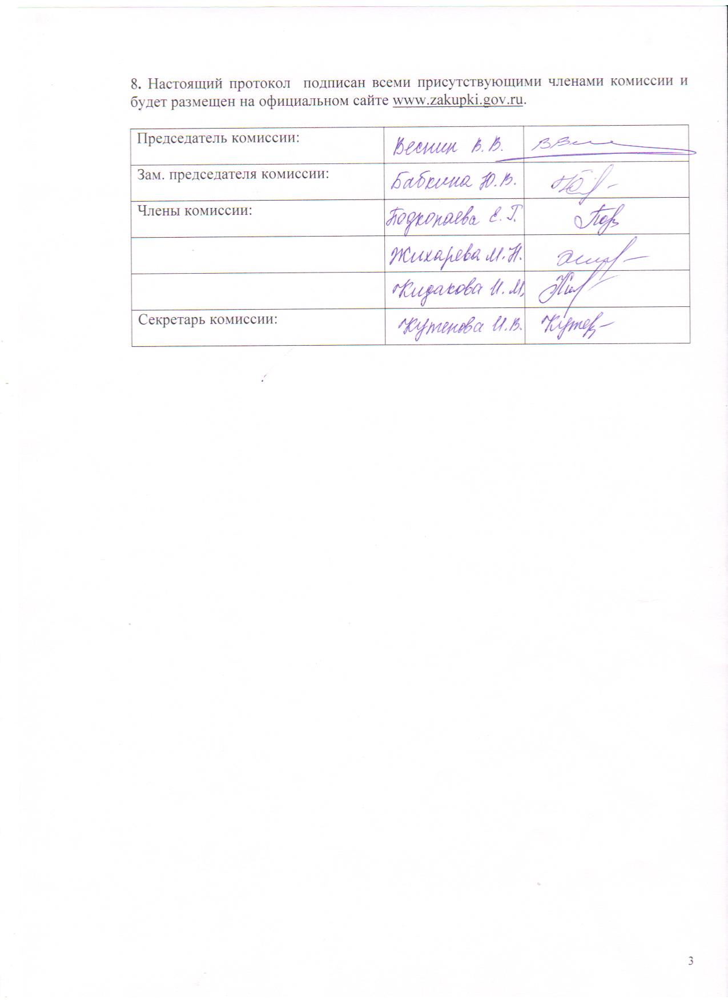 8. Настоящий протокол подписан всеми присутствующими членами комиссии и
будет размещен на официальном сайте www.zakupki.gov.ru.
Председатель комиссии: Веснин В.В.
Зам. председателя комиссии: Бабкина Ю.В.
Члены комиссии: Подкопаева Е.Г.
Жихарева М.Н.
Кидакова И.М.
Секретарь комиссии: Кутенова И.В.
3